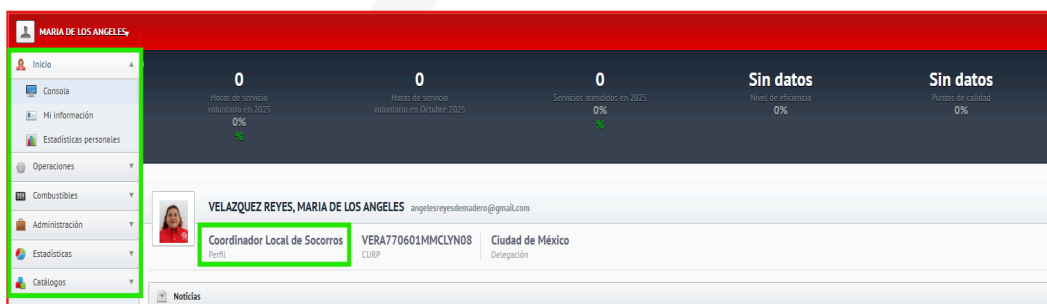 MARIA DE LOS ANGELES
Inicio
Consola
Mi información
Estadísticas personales
Operaciones
Combustibles
Administración
Estadísticas
Catálogos
0
Horas de servicio
voluntario en 2025
0%
%
0
Horas de servicio
voluntario en Octubre 2025
0
Servicios atendidos en 2025
0%
%
Sin datos
Nivel de eficiencia
0%
Sin datos
Puntos de calidad
0%
VELAZQUEZ REYES, MARIA DE LOS ANGELES angelesreyesdemadero@gmail.com
Coordinador Local de Socorros
Perfil
VERA770601MMCLYN08
CURP
Ciudad de México
Delegación
Noticias